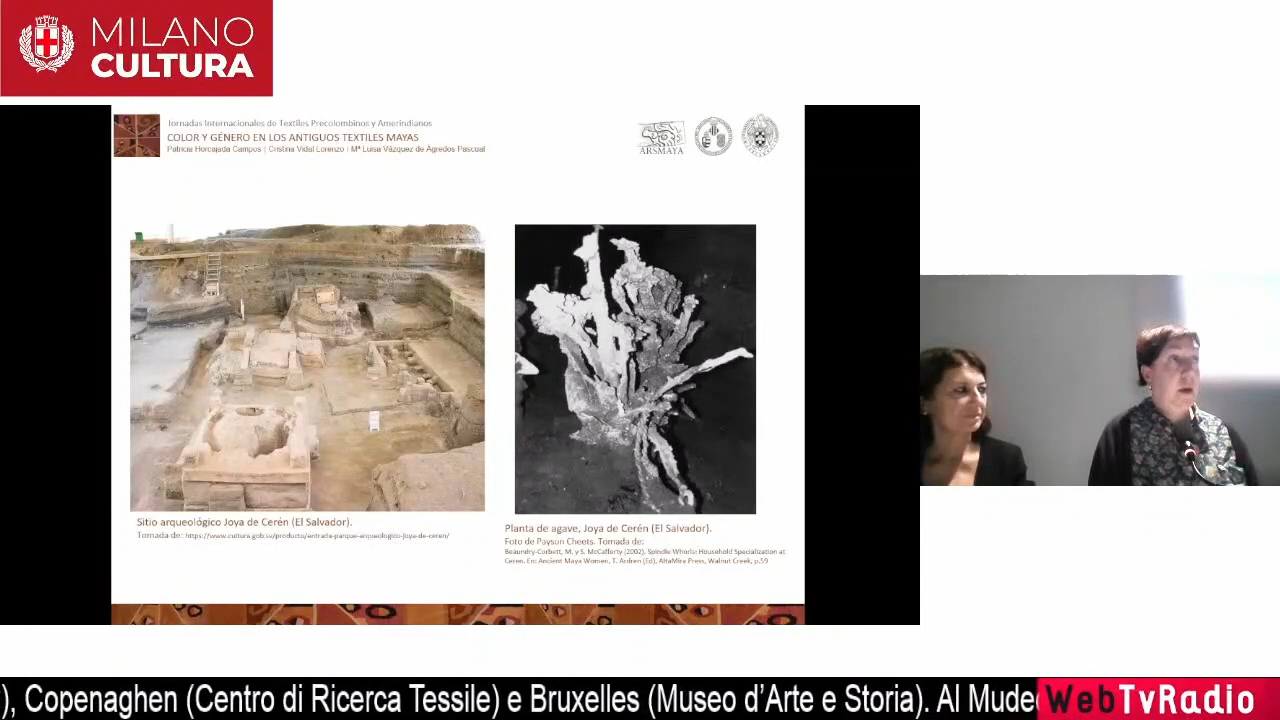 MILANO
CULTURA
Jornadas Internacionales de Textiles Precolombinos y Amerindianos
COLOR Y GÉNERO EN LOS ANTIGUOS TEXTILES MAYAS
Patricia Horcajada Campos | Cristina Vidal Lorenzo | Mª Luisa Vázquez de Ágredos Pascual
ARSMAYA
Sitio arqueológico Joya de Cerén (El Salvador).
Tomada de: https://www.cultura.gob.sv/producto/entrada-parque-arqueologico-joya-de-ceren/
Planta de agave, Joya de Cerén (El Salvador).
Foto de Payson Cheets. Tomada de:
Beaundry-Corbett, M. y S. McCafferty (2002). Spindle Whorls: Household Specialization at
Ceren. En: Ancient Maya Women, T. Ardren (Ed), AltaMira Press, Walnut Creek, p.59
), Copenaghen (Centro di Ricerca Tessile) e Bruxelles (Museo d’Arte e Storia). Al Mude
WebTvRadio